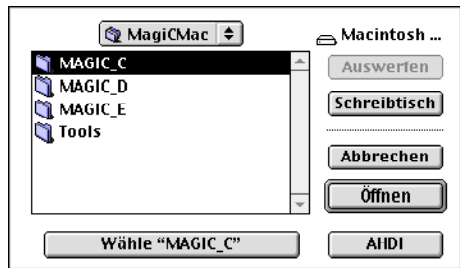 MagiCMac
Macintosh ...
MAGIC_C
MAGIC_D
MAGIC_E
Tools
Auswerfen
Schreibtisch
Abbrechen
Öffnen
Wähle “MAGIC_C”
AHDI